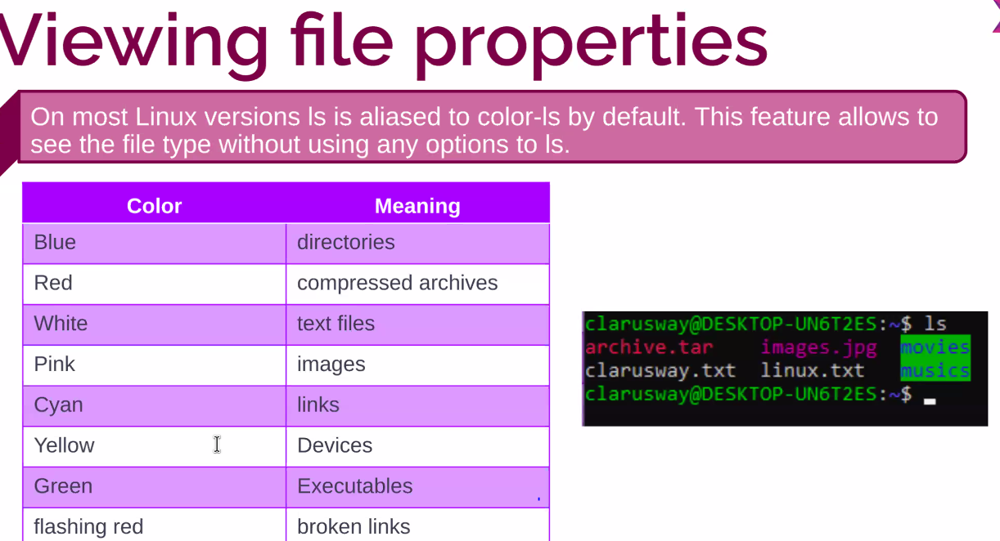 Viewing file properties
On most Linux versions ls is aliased to color-ls by default. This feature allows to
see the file type without using any options to ls.
Color Meaning
Blue directories
Red compressed archives
White text files
Pink images
Cyan links
Yellow Devices
Green Executables
flashing red broken links
clarusway@DESKTOP-UN6T2ES:~$ ls
archive.tar images.jpg movies
clarusway.txt linux.txt musics
clarusway@DESKTOP-UN6T2ES:~$